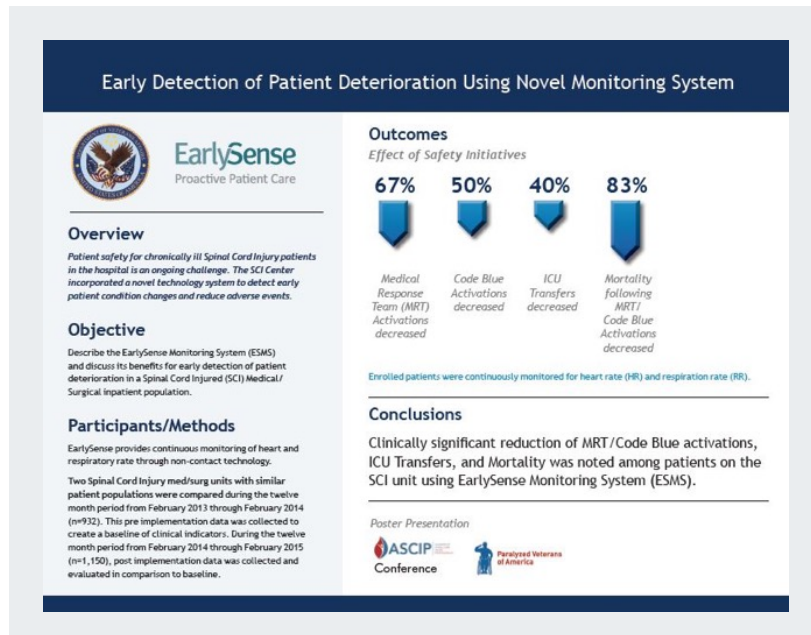 Early Detection of Patient Deterioration Using Novel Monitoring System
EarlySense
Proactive Patient Care
Overview
Patient safety for chronically ill Spinal Cord Injury patients
in the hospital is an ongoing challenge. The SCI Center
incorporated a novel technology system to detect early
patient condition changes and reduce adverse events.
Objective
Describe the EarlySense Monitoring System (ESMS)
and discuss its benefits for early detection of patient
deterioration in a Spinal Cord Injured (SCI) Medical/
Surgical inpatient population.
Participants/Methods
EarlySense provides continuous monitoring of heart and
respiratory rate through non-contact technology.
Two Spinal Cord Injury med/surg units with similar
patient populations were compared during the twelve
month period from February 2013 through February 2014
(n=932). This pre implementation data was collected to
create a baseline of clinical indicators. During the twelve
month period from February 2014 through February 2015
(n=1,150), post implementation data was collected and
evaluated in comparison to baseline.
Outcomes
Effect of Safety Initiatives
67% 50% 40% 83%
Medical
Response
Team (MRT)
Activations
decreased
Code Blue
Activations
decreased
ICU
Transfers
decreased
Mortality
following
MRT/
Code Blue
Activations
decreased
Enrolled patients were continuously monitored for heart rate (HR) and respiration rate (RR).
Conclusions
Clinically significant reduction of MRT/Code Blue activations,
ICU Transfers, and Mortality was noted among patients on the
SCI unit using EarlySense Monitoring System (ESMS).
Poster Presentation
ASCIP
Conference
Paralyzed Veterans
of America